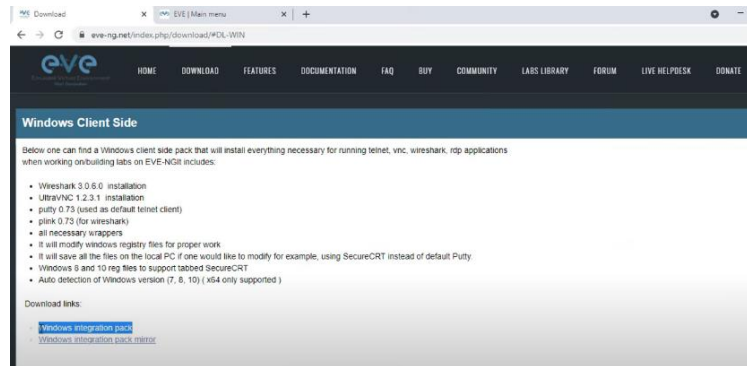 Download
EVE | Main menu
eve-ng.net/index.php/download/#DL-WIN
eve
HOME DOWNLOAD FEATURES DOCUMENTATION FAQ BUY COMMUNITY LABS LIBRARY FORUM LIVE HELPDESK DONATE
Windows Client Side
Below one can find a Windows client side pack that will install everything necessary for running telnet, vnc, wireshark, rdp applications
when working on/building labs on EVE-NGIt includes:
Wireshark 3.0.6.0 installation
UltraVNC 1.2.3.1 installation
putty 0.73 (used as default telnet client)
plink 0.73 (for wireshark)
all necessary wrappers
It will modify windows registry files for proper work
It will save all the files on the local PC if one would like to modify for example, using SecureCRT instead of default Putty.
Windows 8 and 10 reg files to support tabbed SecureCRT
Auto detection of Windows version (7, 8, 10) ( x64 only supported )
Download links:
Windows integration pack
Windows integration pack mirror